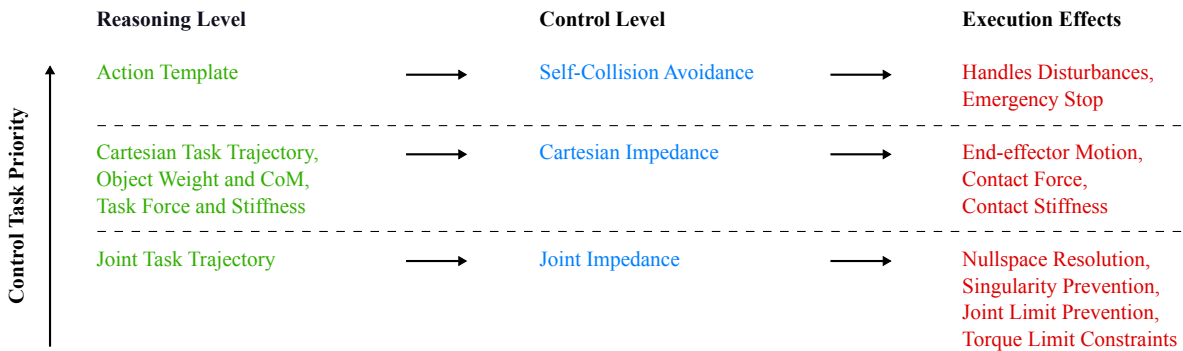 Reasoning Level
Control Level
Execution Effects
Control Task Priority
Action Template
Self-Collision Avoidance
Handles Disturbances,
Emergency Stop
Cartesian Task Trajectory,
Object Weight and CoM,
Task Force and Stiffness
Cartesian Impedance
End-effector Motion,
Contact Force,
Contact Stiffness
Joint Task Trajectory
Joint Impedance
Nullspace Resolution,
Singularity Prevention,
Joint Limit Prevention,
Torque Limit Constraints